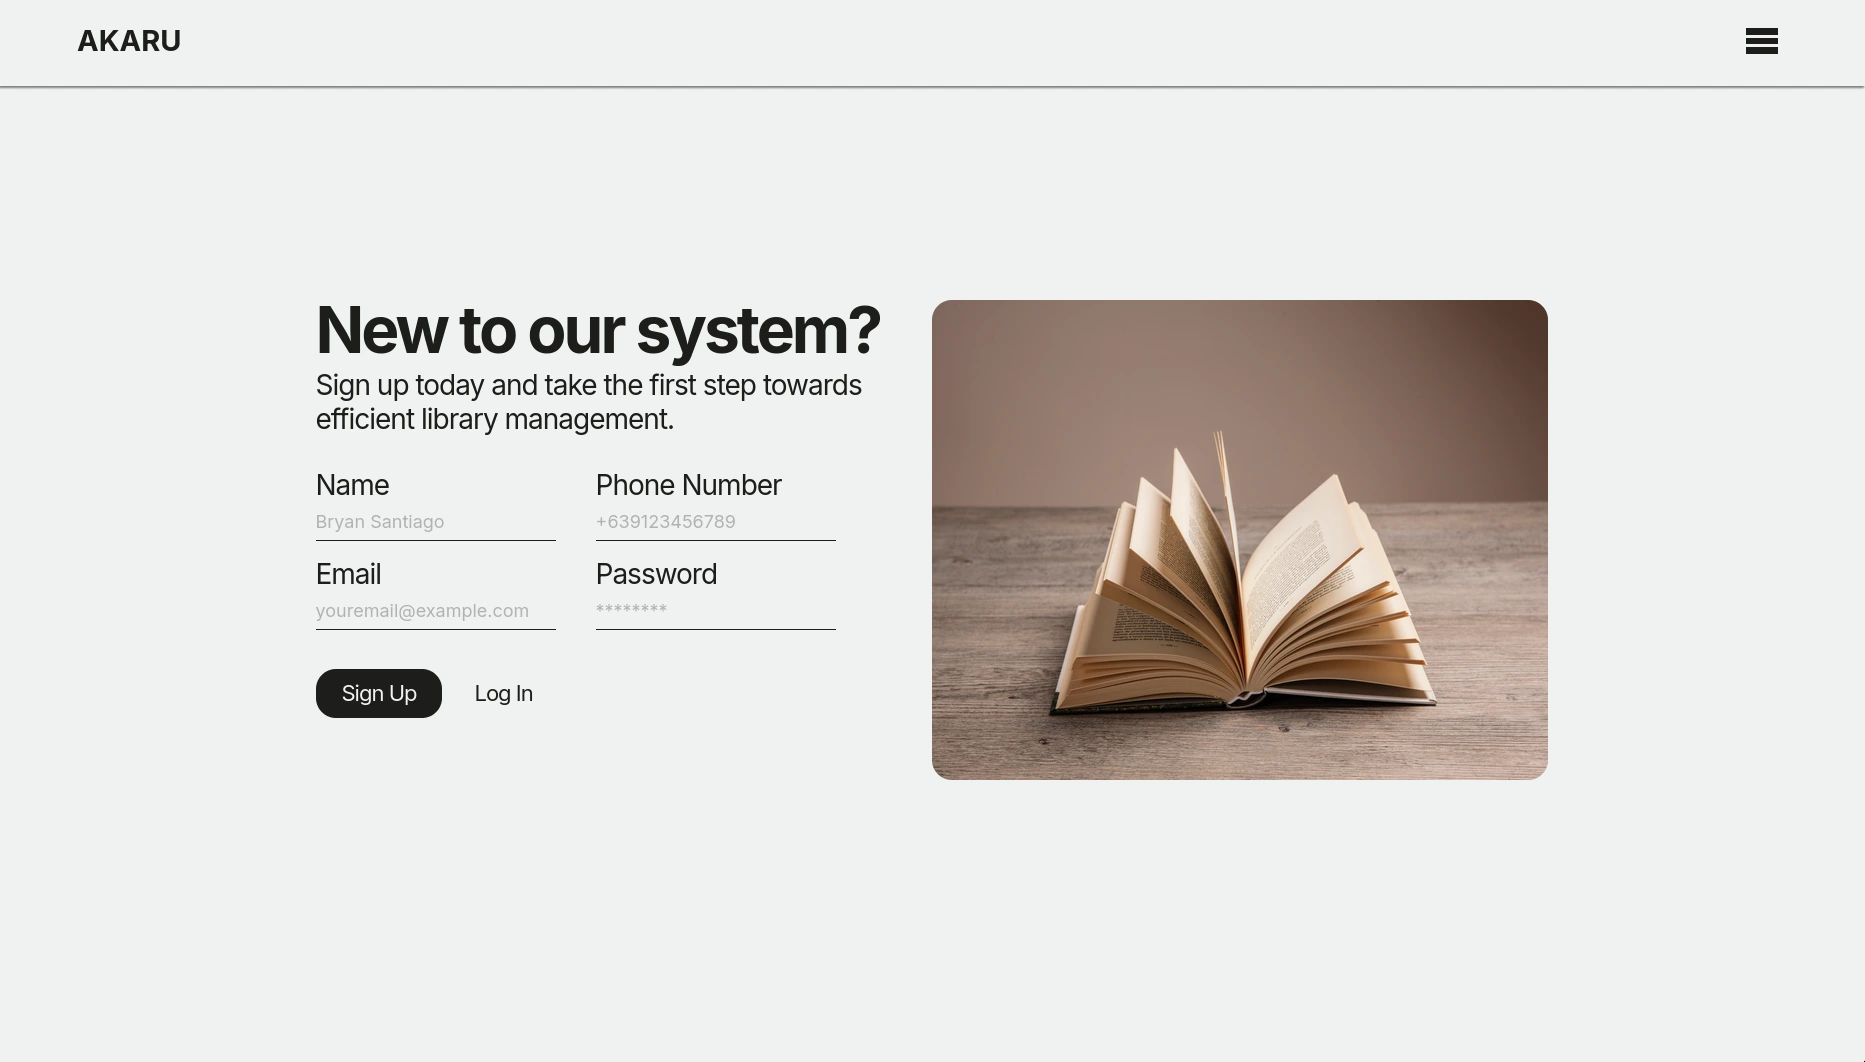 AKARU
New to our system?
Sign up today and take the first step towards
efficient library management.
Name
Phone Number
Bryan Santiago
+639123456789
Email
Password
youremail@example.com
********
Sign Up
Log In